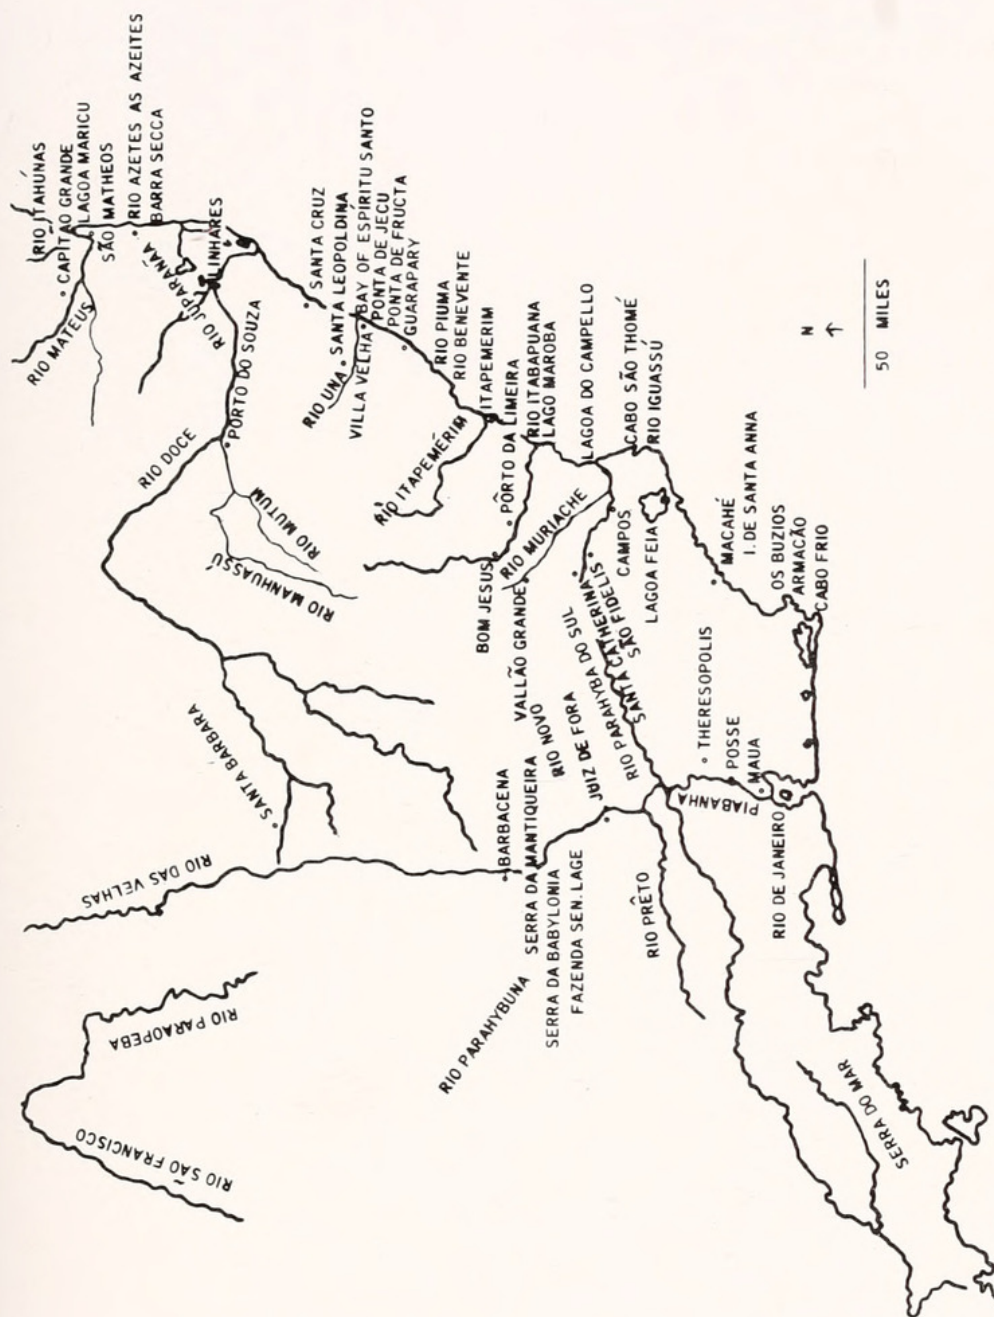 RIO ITAHÚNAS
CAPITAO GRANDE
LAGOA MARICU
SÃO MATHEOS
RIO AZETES AS AZEITES
BARRA SECCA
RIO MATEUS
RIO JUPARANÃA
LINHARES
RIO DOCE
PORTO DO SOUZA
SANTA CRUZ
SANTA LEOPOLDINA
RIO UNA
BAY OF ESPIRITU SANTO
VILLA VELHA
PONTA DE JECU
PONTA DE FRUCTA
GUARAPARY
RIO MUTUM
RIO MANHUASSÚ
RIO PIUMA
RIO BENEVENTE
RIO ITAPEMÉRIM
ITAPEMERIM
PÔRTO DA LIMEIRA
RIO ITABAPUANA
LAGO MAROBA
BOM JESUS
RIO MURIACHE
LAGOA DO CAMPELLO
CABO SÃO THOMÉ
RIO IGUASSÚ
VALLÃO GRANDE
CAMPOS
LAGOA FEIA
SÃO FIDELIS
SANTA CATHERINA
RIO PARAHYBA DO SUL
SANTA BARBARA
RIO DAS VELHAS
BARBACENA
SERRA DA MANTIQUEIRA
RIO NOVO
JUIZ DE FORA
SERRA DA BABYLONIA
FAZENDA SEN. LAGE
RIO PARAHYBUNA
RIO PRÊTO
RIO PARAOPEBA
RIO SÃO FRANCISCO
MACAHÉ
I. DE SANTA ANNA
OS BUZIOS
ARMACÃO
CABO FRIO
THERESOPOLIS
POSSE
MAUA
PIABANHA
RIO DE JANEIRO
SERRA DO MAR
N
50 MILES